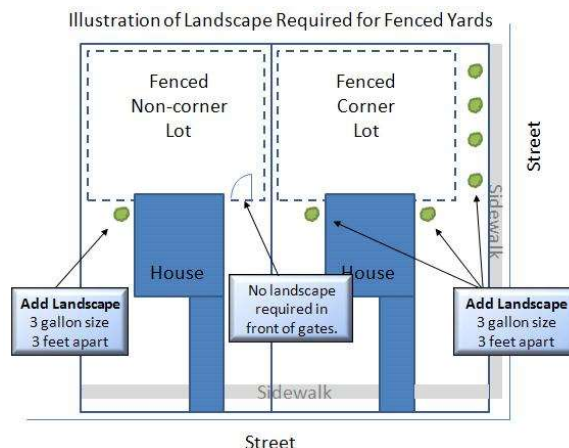 Illustration of Landscape Required for Fenced Yards
Fenced
Non-corner
Lot
Fenced
Corner
Lot
Street
Sidewalk
House
House
Add Landscape
3 gallon size
3 feet apart
No landscape
required in
front of gates.
Add Landscape
3 gallon size
3 feet apart
Sidewalk
Street